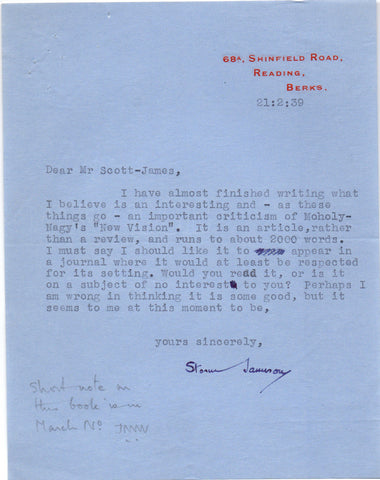 68A, SHINFIELD ROAD,
READING,
BERKS.
21:2:39
Dear Mr Scott-James,
I have almost finished writing what
I believe is an interesting and - as these
things go - an important criticism of Moholy-
Nagy's "New Vision". It is an article,rather
than a review, and runs to about 2000 words.
I must say I should like it to appear in
a journal where it would at least be respected
for its setting. Would you read it, or is it
on a subject of no interest to you? Perhaps I
am wrong in thinking it is some good, but it
seems to me at this moment to be,
yours sincerely,
Storm Jameson
Short note on
this book is in
March No